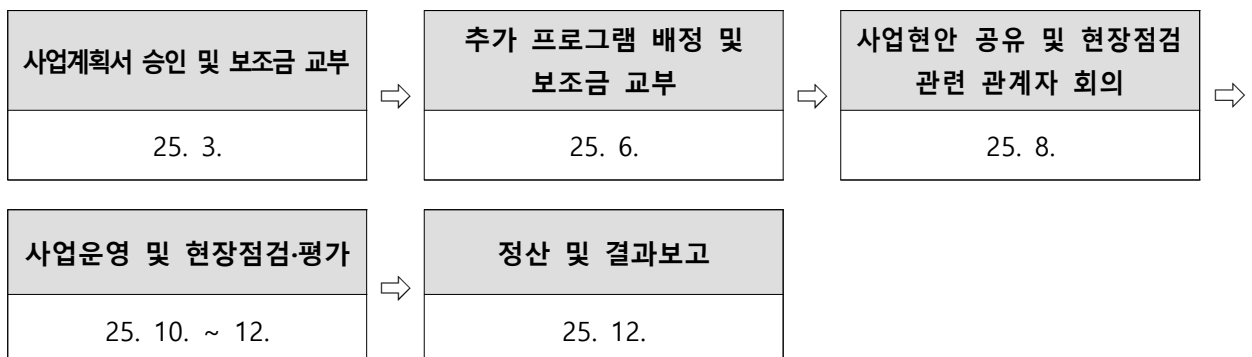 사업계획서 승인 및 보조금 교부
25. 3.
⇨
추가 프로그램 배정 및
보조금 교부
25. 6.
⇨
사업현안 공유 및 현장점검
관련 관계자 회의
25. 8.
⇨
사업운영 및 현장점검·평가
25. 10. ~ 12.
⇨
정산 및 결과보고
25. 12.